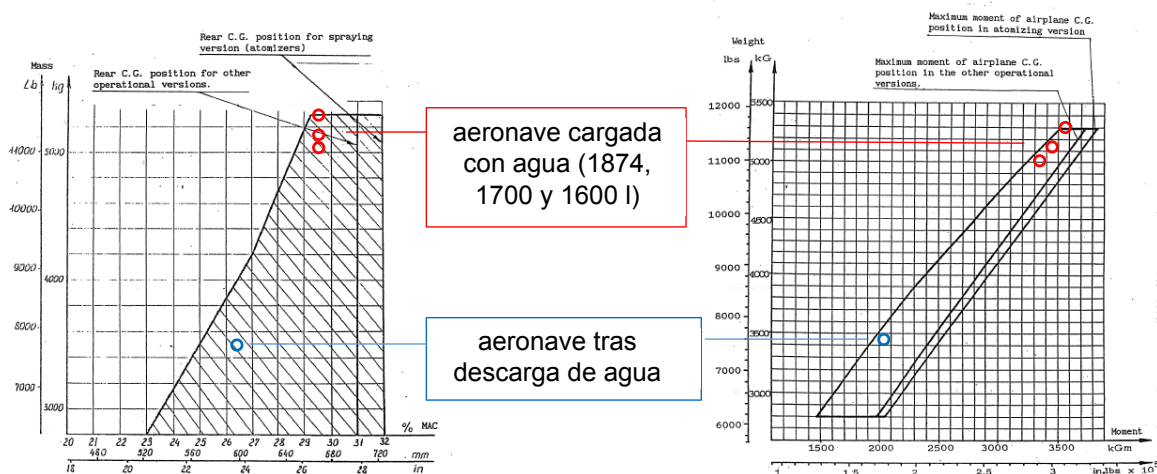 Rear C.G. position for spraying
version (atomizers)
Mass
Lb kg
Rear C.G. position for other
operational versions.
11000
5000
10000
9000
4000
8000
7000
3000
20 21 22 23 24 25 26 27 28 29 30 31 32
% MAC
480 520 560 600 640 680 720 mm
18 20 22 24 26 28 in
aeronave cargada
con agua (1874,
1700 y 1600 l)
aeronave tras
descarga de agua
Maximum moment of airplane C.G.
position in atomizing version
Weight
lbs kG
Maximum moment of airplane C.G.
position in the other operational
versions.
12000
5500
11000
5000
10000
4500
9000
4000
8000
3500
7000
3000
6000
Moment
1500 2000 3000 3500 kGm
1 1.5 2 2.5 3 in.lbs x 10